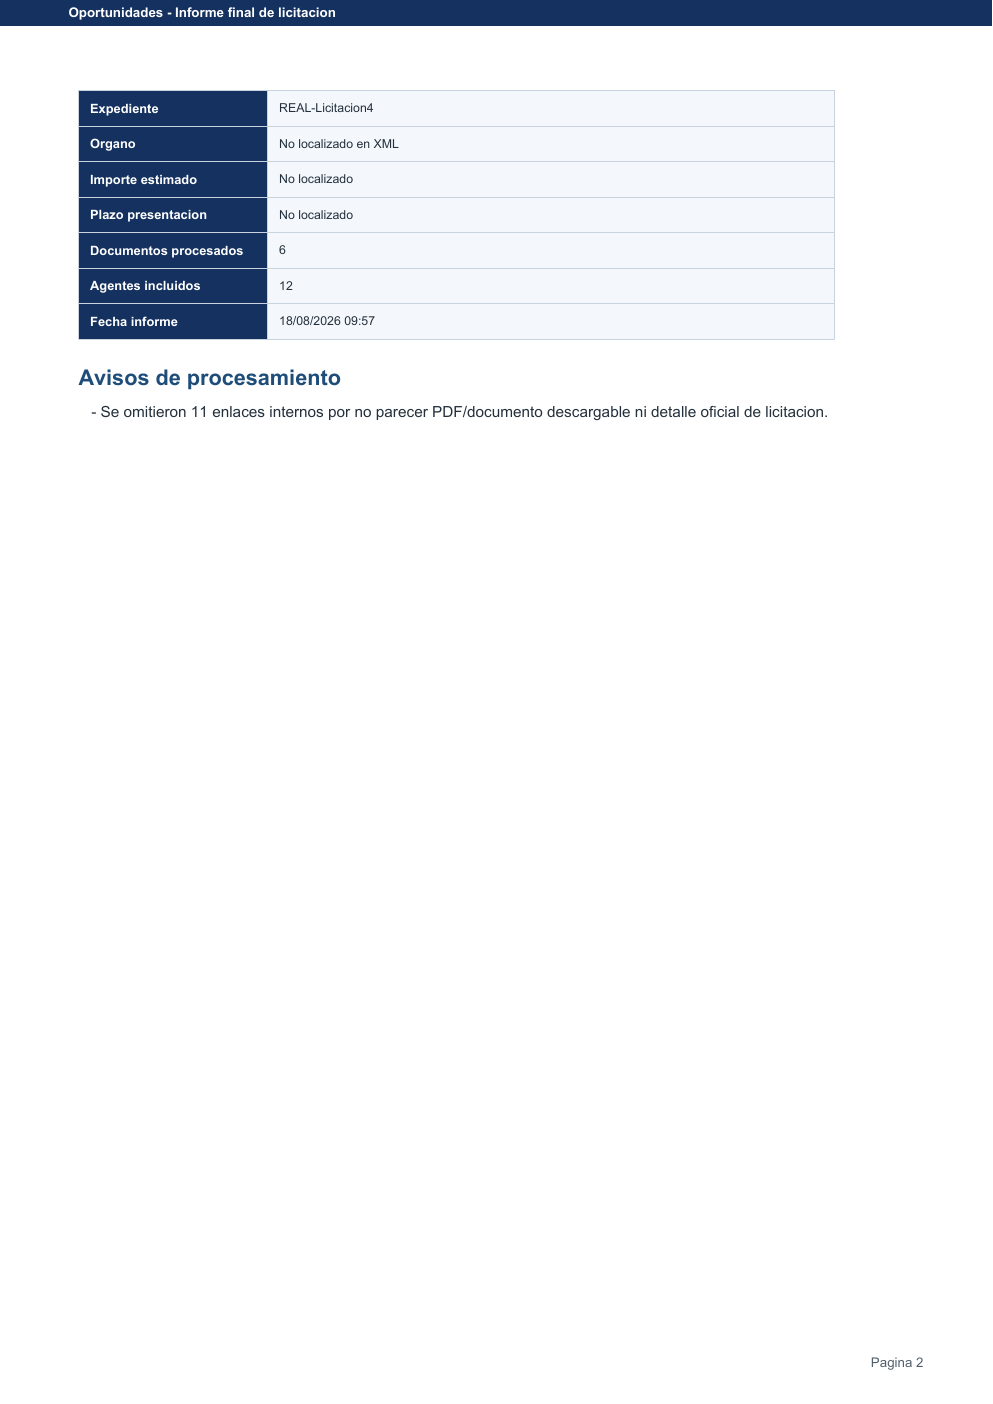 Oportunidades - Informe final de licitacion
Expediente REAL-Licitacion4
Organo No localizado en XML
Importe estimado No localizado
Plazo presentacion No localizado
Documentos procesados 6
Agentes incluidos 12
Fecha informe 18/08/2026 09:57
Avisos de procesamiento
- Se omitieron 11 enlaces internos por no parecer PDF/documento descargable ni detalle oficial de licitacion.
Pagina 2